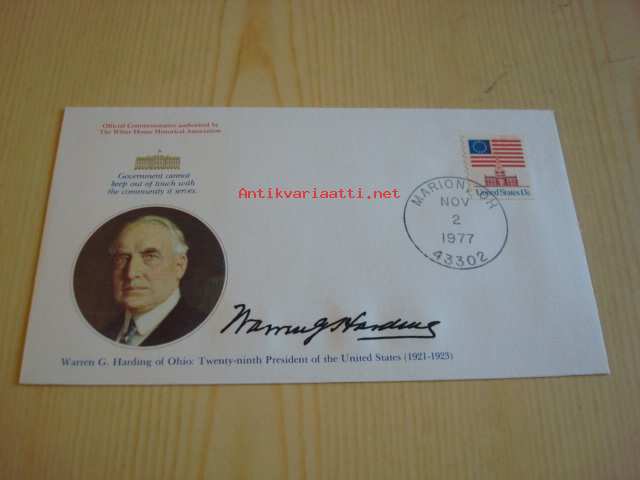 Official Commemorative authorized by
The White House Historical Association
Government cannot
keep out of touch with
the community it serves.
Antikvariaatti.net
United States 13c
MARION, OH
NOV
2
1977
43302
Warren G Harding
Warren G. Harding of Ohio: Twenty-ninth President of the United States (1921-1923)